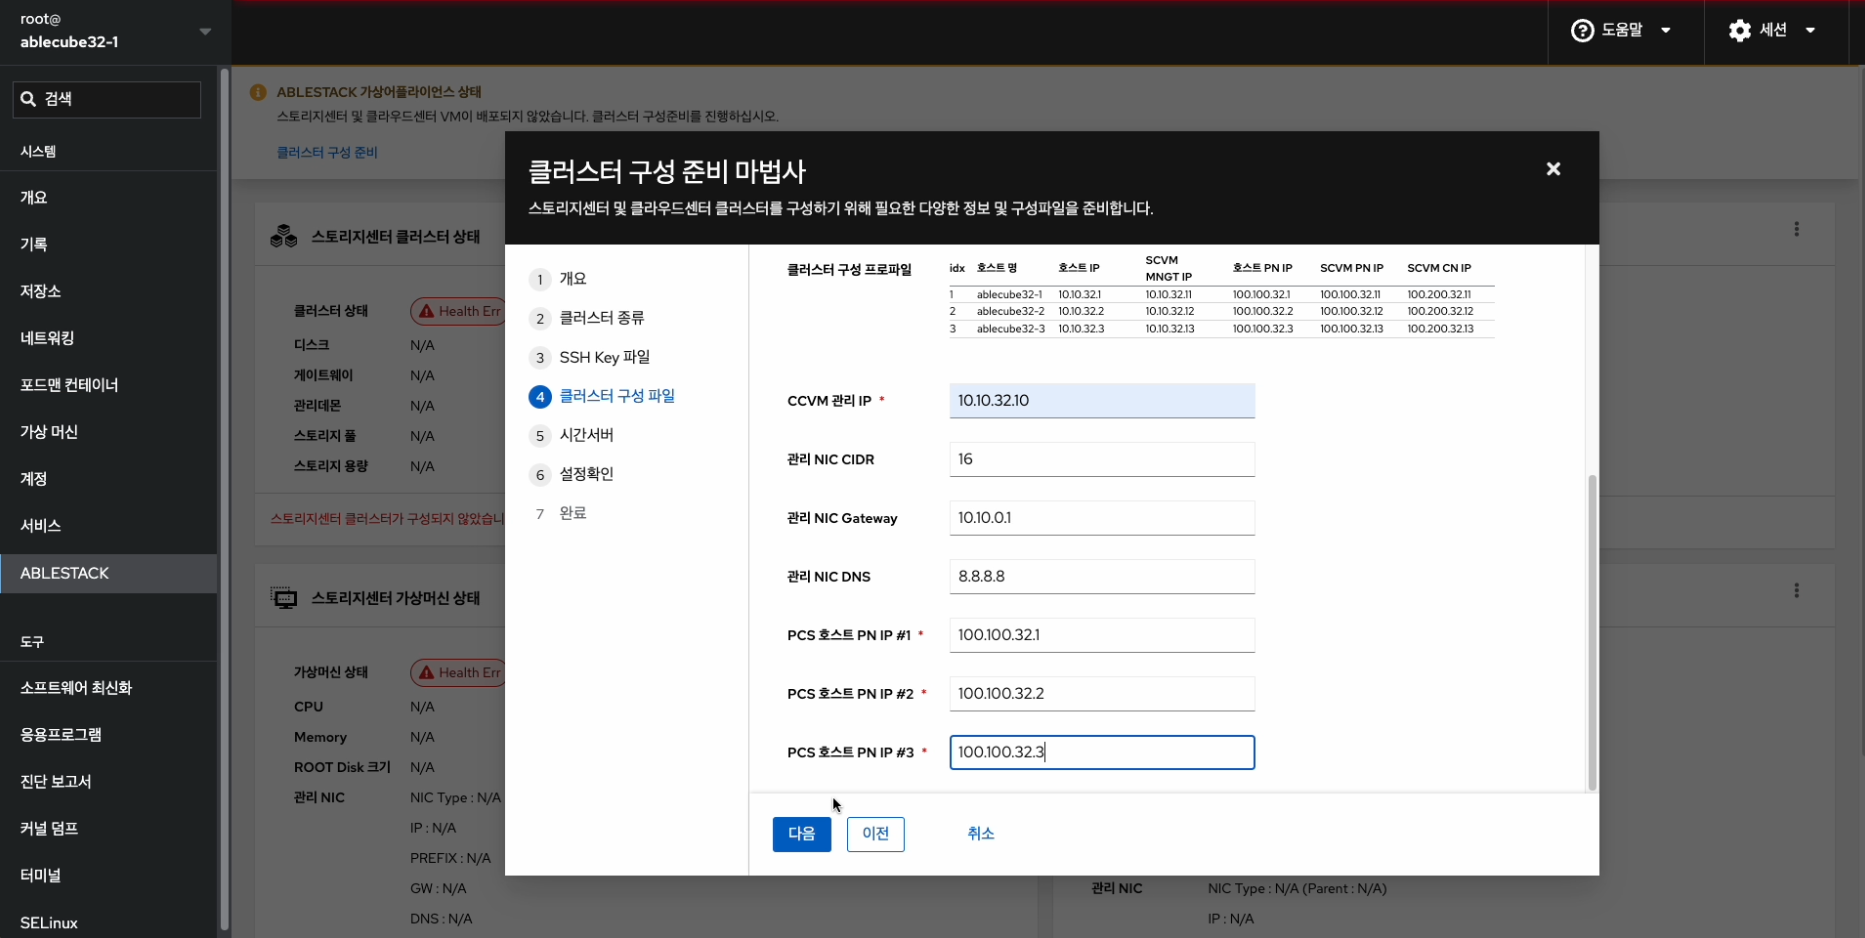 root@
ablecube32-1
도움말
세션
검색
시스템
개요
기록
저장소
네트워킹
포드맨 컨테이너
가상 머신
계정
서비스
ABLESTACK
도구
소프트웨어 최신화
응용프로그램
진단 보고서
커널 덤프
터미널
SELinux
ABLESTACK 가상어플라이언스 상태
스토리지센터 및 클라우드센터 VM이 배포되지 않았습니다. 클러스터 구성준비를 진행하십시오.
클러스터 구성 준비
스토리지센터 클러스터 상태
클러스터 상태 Health Err
디스크 N/A
게이트웨이 N/A
관리데몬 N/A
스토리지 풀 N/A
스토리지 용량 N/A
스토리지센터 클러스터가 구성되지 않았습니
스토리지센터 가상머신 상태
가상머신 상태 Health Err
CPU N/A
Memory N/A
ROOT Disk 크기 N/A
관리 NIC NIC Type : N/A
IP : N/A
PREFIX : N/A
GW : N/A
DNS : N/A
클러스터 구성 준비 마법사
스토리지센터 및 클라우드센터 클러스터를 구성하기 위해 필요한 다양한 정보 및 구성파일을 준비합니다.
1 개요
2 클러스터 종류
3 SSH Key 파일
4 클러스터 구성 파일
5 시간서버
6 설정확인
7 완료
클러스터 구성 프로파일
idx 호스트 명 호스트 IP SCVM MNGT IP 호스트 PN IP SCVM PN IP SCVM CN IP
1 ablecube32-1 10.10.32.1 10.10.32.11 100.100.32.1 100.100.32.11 100.200.32.11
2 ablecube32-2 10.10.32.2 10.10.32.12 100.100.32.2 100.100.32.12 100.200.32.12
3 ablecube32-3 10.10.32.3 10.10.32.13 100.100.32.3 100.100.32.13 100.200.32.13
CCVM 관리 IP * 10.10.32.10
관리 NIC CIDR 16
관리 NIC Gateway 10.10.0.1
관리 NIC DNS 8.8.8.8
PCS 호스트 PN IP #1 * 100.100.32.1
PCS 호스트 PN IP #2 * 100.100.32.2
PCS 호스트 PN IP #3 * 100.100.32.3
다음
이전
취소
관리 NIC NIC Type : N/A (Parent : N/A)
IP : N/A